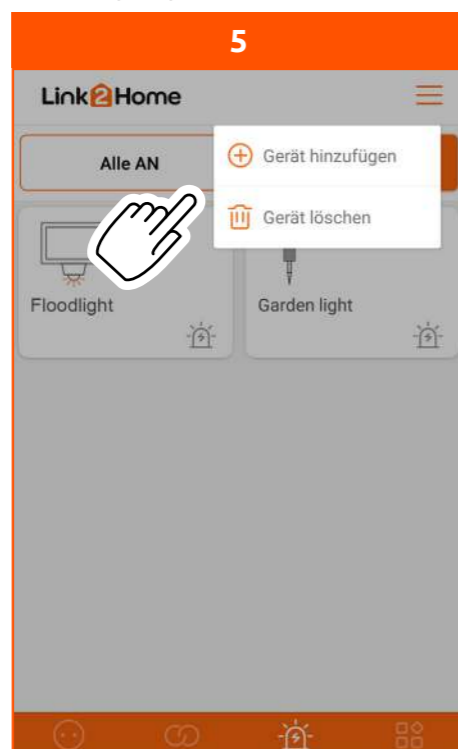 5
Link2Home
Alle AN
Gerät hinzufügen
Gerät löschen
Floodlight
Garden light